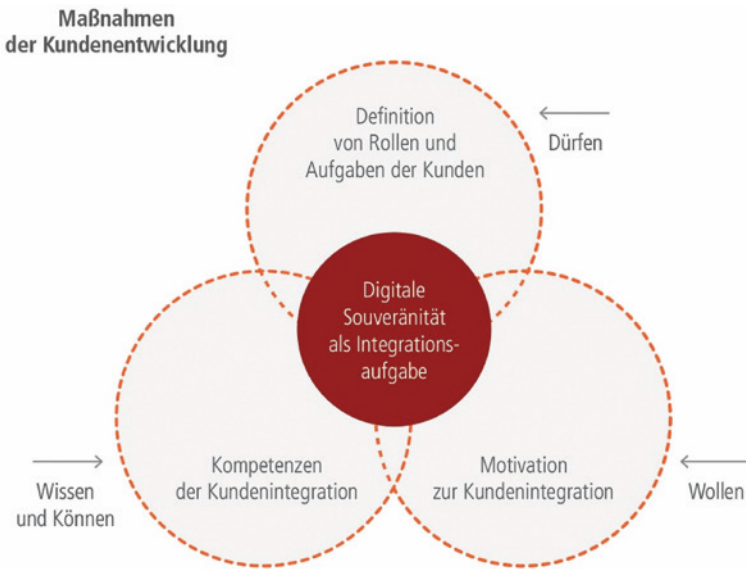 Maßnahmen
der Kundenentwicklung
Definition
von Rollen und
Aufgaben der Kunden
Dürfen
Digitale
Souveränität
als Integrations-
aufgabe
Kompetenzen
der Kundenintegration
Motivation
zur Kundenintegration
Wissen
und Können
Wollen